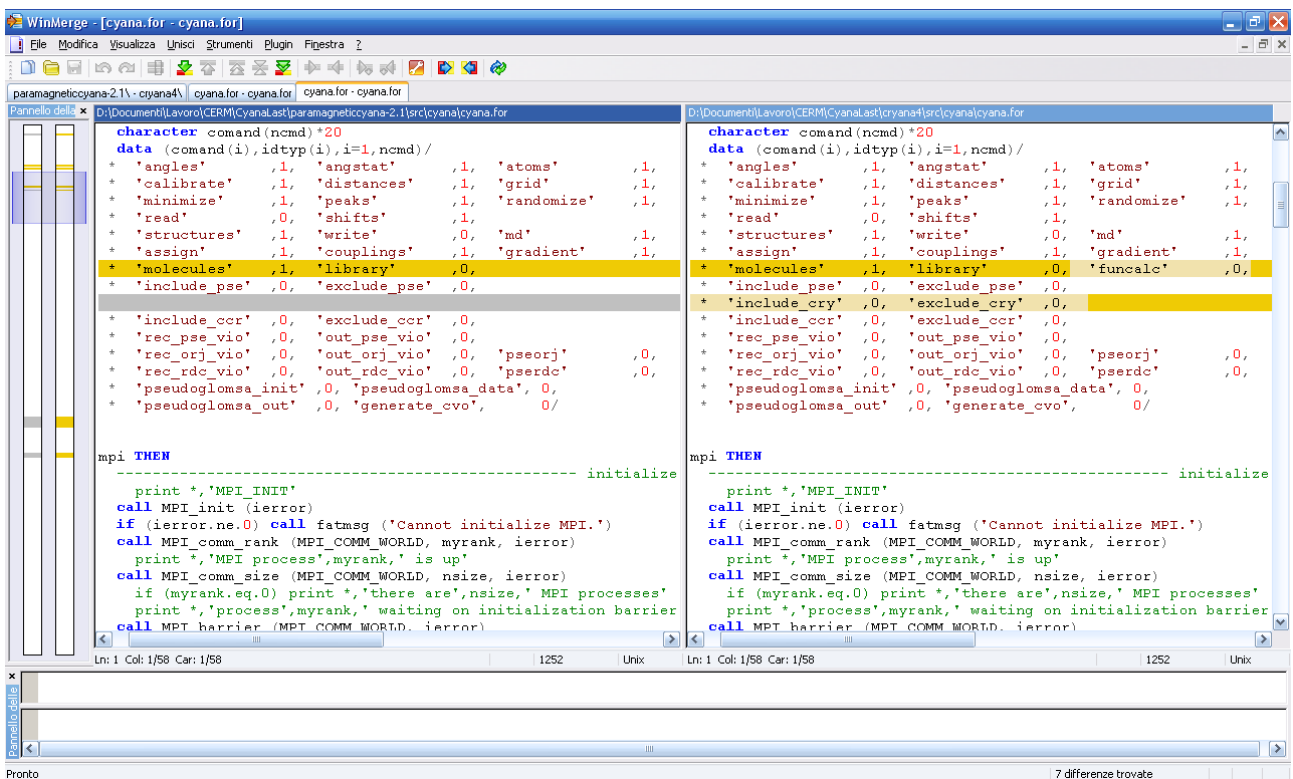 WinMerge - [cyana.for - cyana.for]
File Modifica Visualizza Unisci Strumenti Plugin Finestra ?
paramagneticcyana-2.1\ - cryana4\ cyana.for - cyana.for cyana.for - cyana.for
Pannello delle
D:\Documenti\Lavoro\CERM\CyanaLast\paramagneticcyana-2.1\src\cyana\cyana.for
character comand(ncmd)*20
data (comand(i),idtyp(i),i=1,ncmd)/
* 'angles' ,1, 'angstat' ,1, 'atoms' ,1,
* 'calibrate' ,1, 'distances' ,1, 'grid' ,1,
* 'minimize' ,1, 'peaks' ,1, 'randomize' ,1,
* 'read' ,0, 'shifts' ,1,
* 'structures' ,1, 'write' ,0, 'md' ,1,
* 'assign' ,1, 'couplings' ,1, 'gradient' ,1,
* 'molecules' ,1, 'library' ,0,
* 'include_pse' ,0, 'exclude_pse' ,0,
* 'include_ccr' ,0, 'exclude_ccr' ,0,
* 'rec_pse_vio' ,0, 'out_pse_vio' ,0,
* 'rec_orj_vio' ,0, 'out_orj_vio' ,0, 'pseorj' ,0,
* 'rec_rdc_vio' ,0, 'out_rdc_vio' ,0, 'pserdc' ,0,
* 'pseudoglomsa_init' ,0, 'pseudoglomsa_data', 0,
* 'pseudoglomsa_out' ,0, 'generate_cvo', 0/
mpi THEN
------------------------------------------------- initialize
print *,'MPI_INIT'
call MPI_init (ierror)
if (ierror.ne.0) call fatmsg ('Cannot initialize MPI.')
call MPI_comm_rank (MPI_COMM_WORLD, myrank, ierror)
print *,'MPI process',myrank,' is up'
call MPI_comm_size (MPI_COMM_WORLD, nsize, ierror)
if (myrank.eq.0) print *,'there are',nsize,' MPI processes'
print *,'process',myrank,' waiting on initialization barrier
call MPI_barrier (MPI_COMM_WORLD, ierror)
Ln: 1 Col: 1/58 Car: 1/58 1252 Unix
D:\Documenti\Lavoro\CERM\CyanaLast\cryana4\src\cyana\cyana.for
character comand(ncmd)*20
data (comand(i),idtyp(i),i=1,ncmd)/
* 'angles' ,1, 'angstat' ,1, 'atoms' ,1,
* 'calibrate' ,1, 'distances' ,1, 'grid' ,1,
* 'minimize' ,1, 'peaks' ,1, 'randomize' ,1,
* 'read' ,0, 'shifts' ,1,
* 'structures' ,1, 'write' ,0, 'md' ,1,
* 'assign' ,1, 'couplings' ,1, 'gradient' ,1,
* 'molecules' ,1, 'library' ,0, 'funcalc' ,0,
* 'include_pse' ,0, 'exclude_pse' ,0,
* 'include_cry' ,0, 'exclude_cry' ,0,
* 'include_ccr' ,0, 'exclude_ccr' ,0,
* 'rec_pse_vio' ,0, 'out_pse_vio' ,0,
* 'rec_orj_vio' ,0, 'out_orj_vio' ,0, 'pseorj' ,0,
* 'rec_rdc_vio' ,0, 'out_rdc_vio' ,0, 'pserdc' ,0,
* 'pseudoglomsa_init' ,0, 'pseudoglomsa_data', 0,
* 'pseudoglomsa_out' ,0, 'generate_cvo', 0/
mpi THEN
------------------------------------------------- initialize
print *,'MPI_INIT'
call MPI_init (ierror)
if (ierror.ne.0) call fatmsg ('Cannot initialize MPI.')
call MPI_comm_rank (MPI_COMM_WORLD, myrank, ierror)
print *,'MPI process',myrank,' is up'
call MPI_comm_size (MPI_COMM_WORLD, nsize, ierror)
if (myrank.eq.0) print *,'there are',nsize,' MPI processes'
print *,'process',myrank,' waiting on initialization barrier
call MPI_barrier (MPI_COMM_WORLD, ierror)
Ln: 1 Col: 1/58 Car: 1/58 1252 Unix
Pannello delle
Pronto 7 differenze trovate